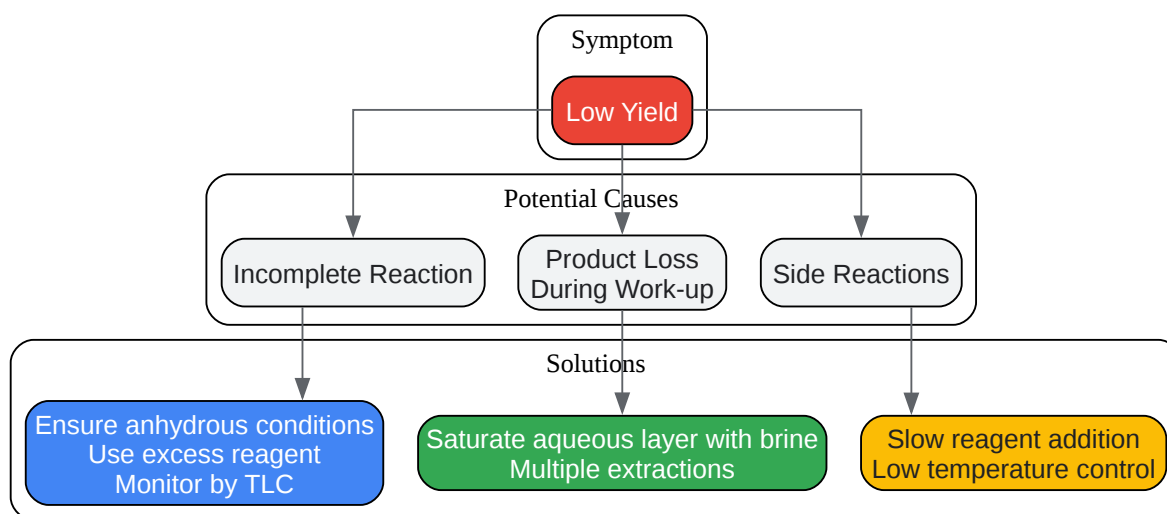 Symptom
Low Yield
Potential Causes
Incomplete Reaction
Product Loss
During Work-up
Side Reactions
Solutions
Ensure anhydrous conditions
Use excess reagent
Monitor by TLC
Saturate aqueous layer with brine
Multiple extractions
Slow reagent addition
Low temperature control